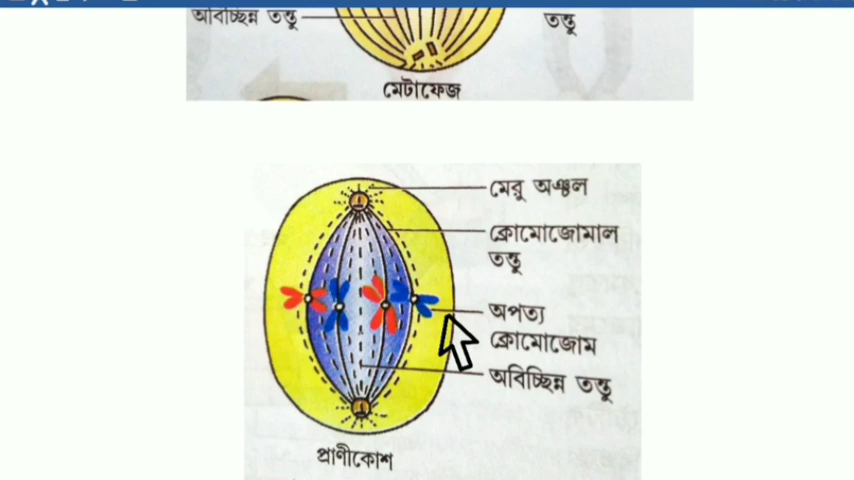 অবিচ্ছিন্ন তন্তু
তন্তু
মেটাফেজ
মেরু অঞ্চল
ক্রোমোজোমাল
তন্তু
অপত্য
ক্রোমোজোম
অবিচ্ছিন্ন তন্তু
প্রাণীকোশ